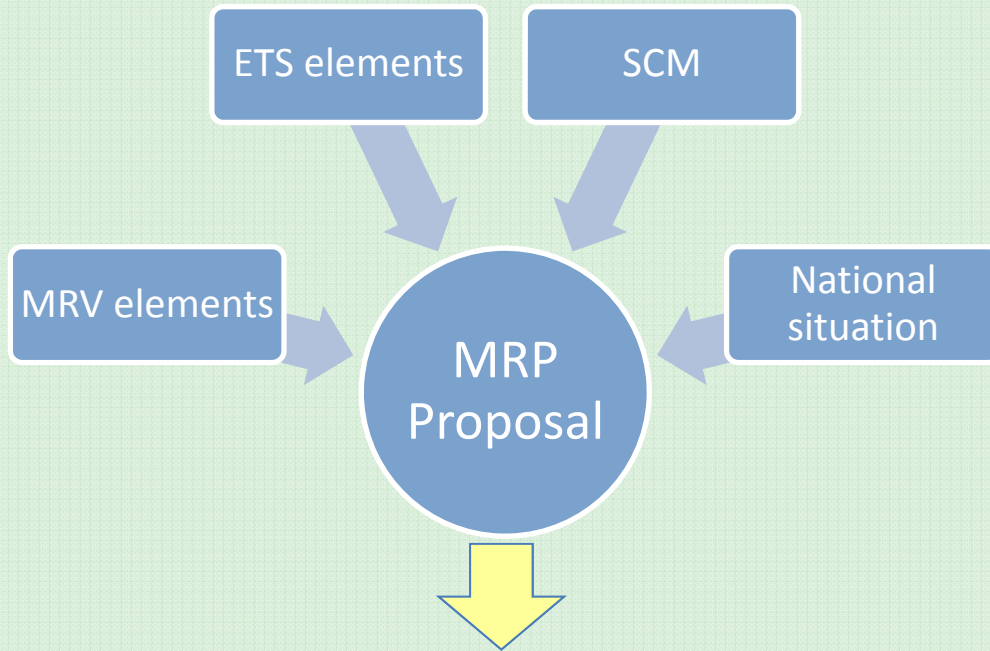 ETS elements
SCM
MRV elements
National
situation
MRP
Proposal